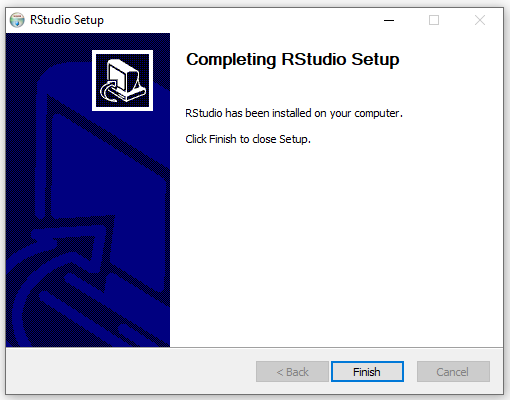 RStudio Setup
Completing RStudio Setup
RStudio has been installed on your computer.
Click Finish to close Setup.
< Back
Finish
Cancel